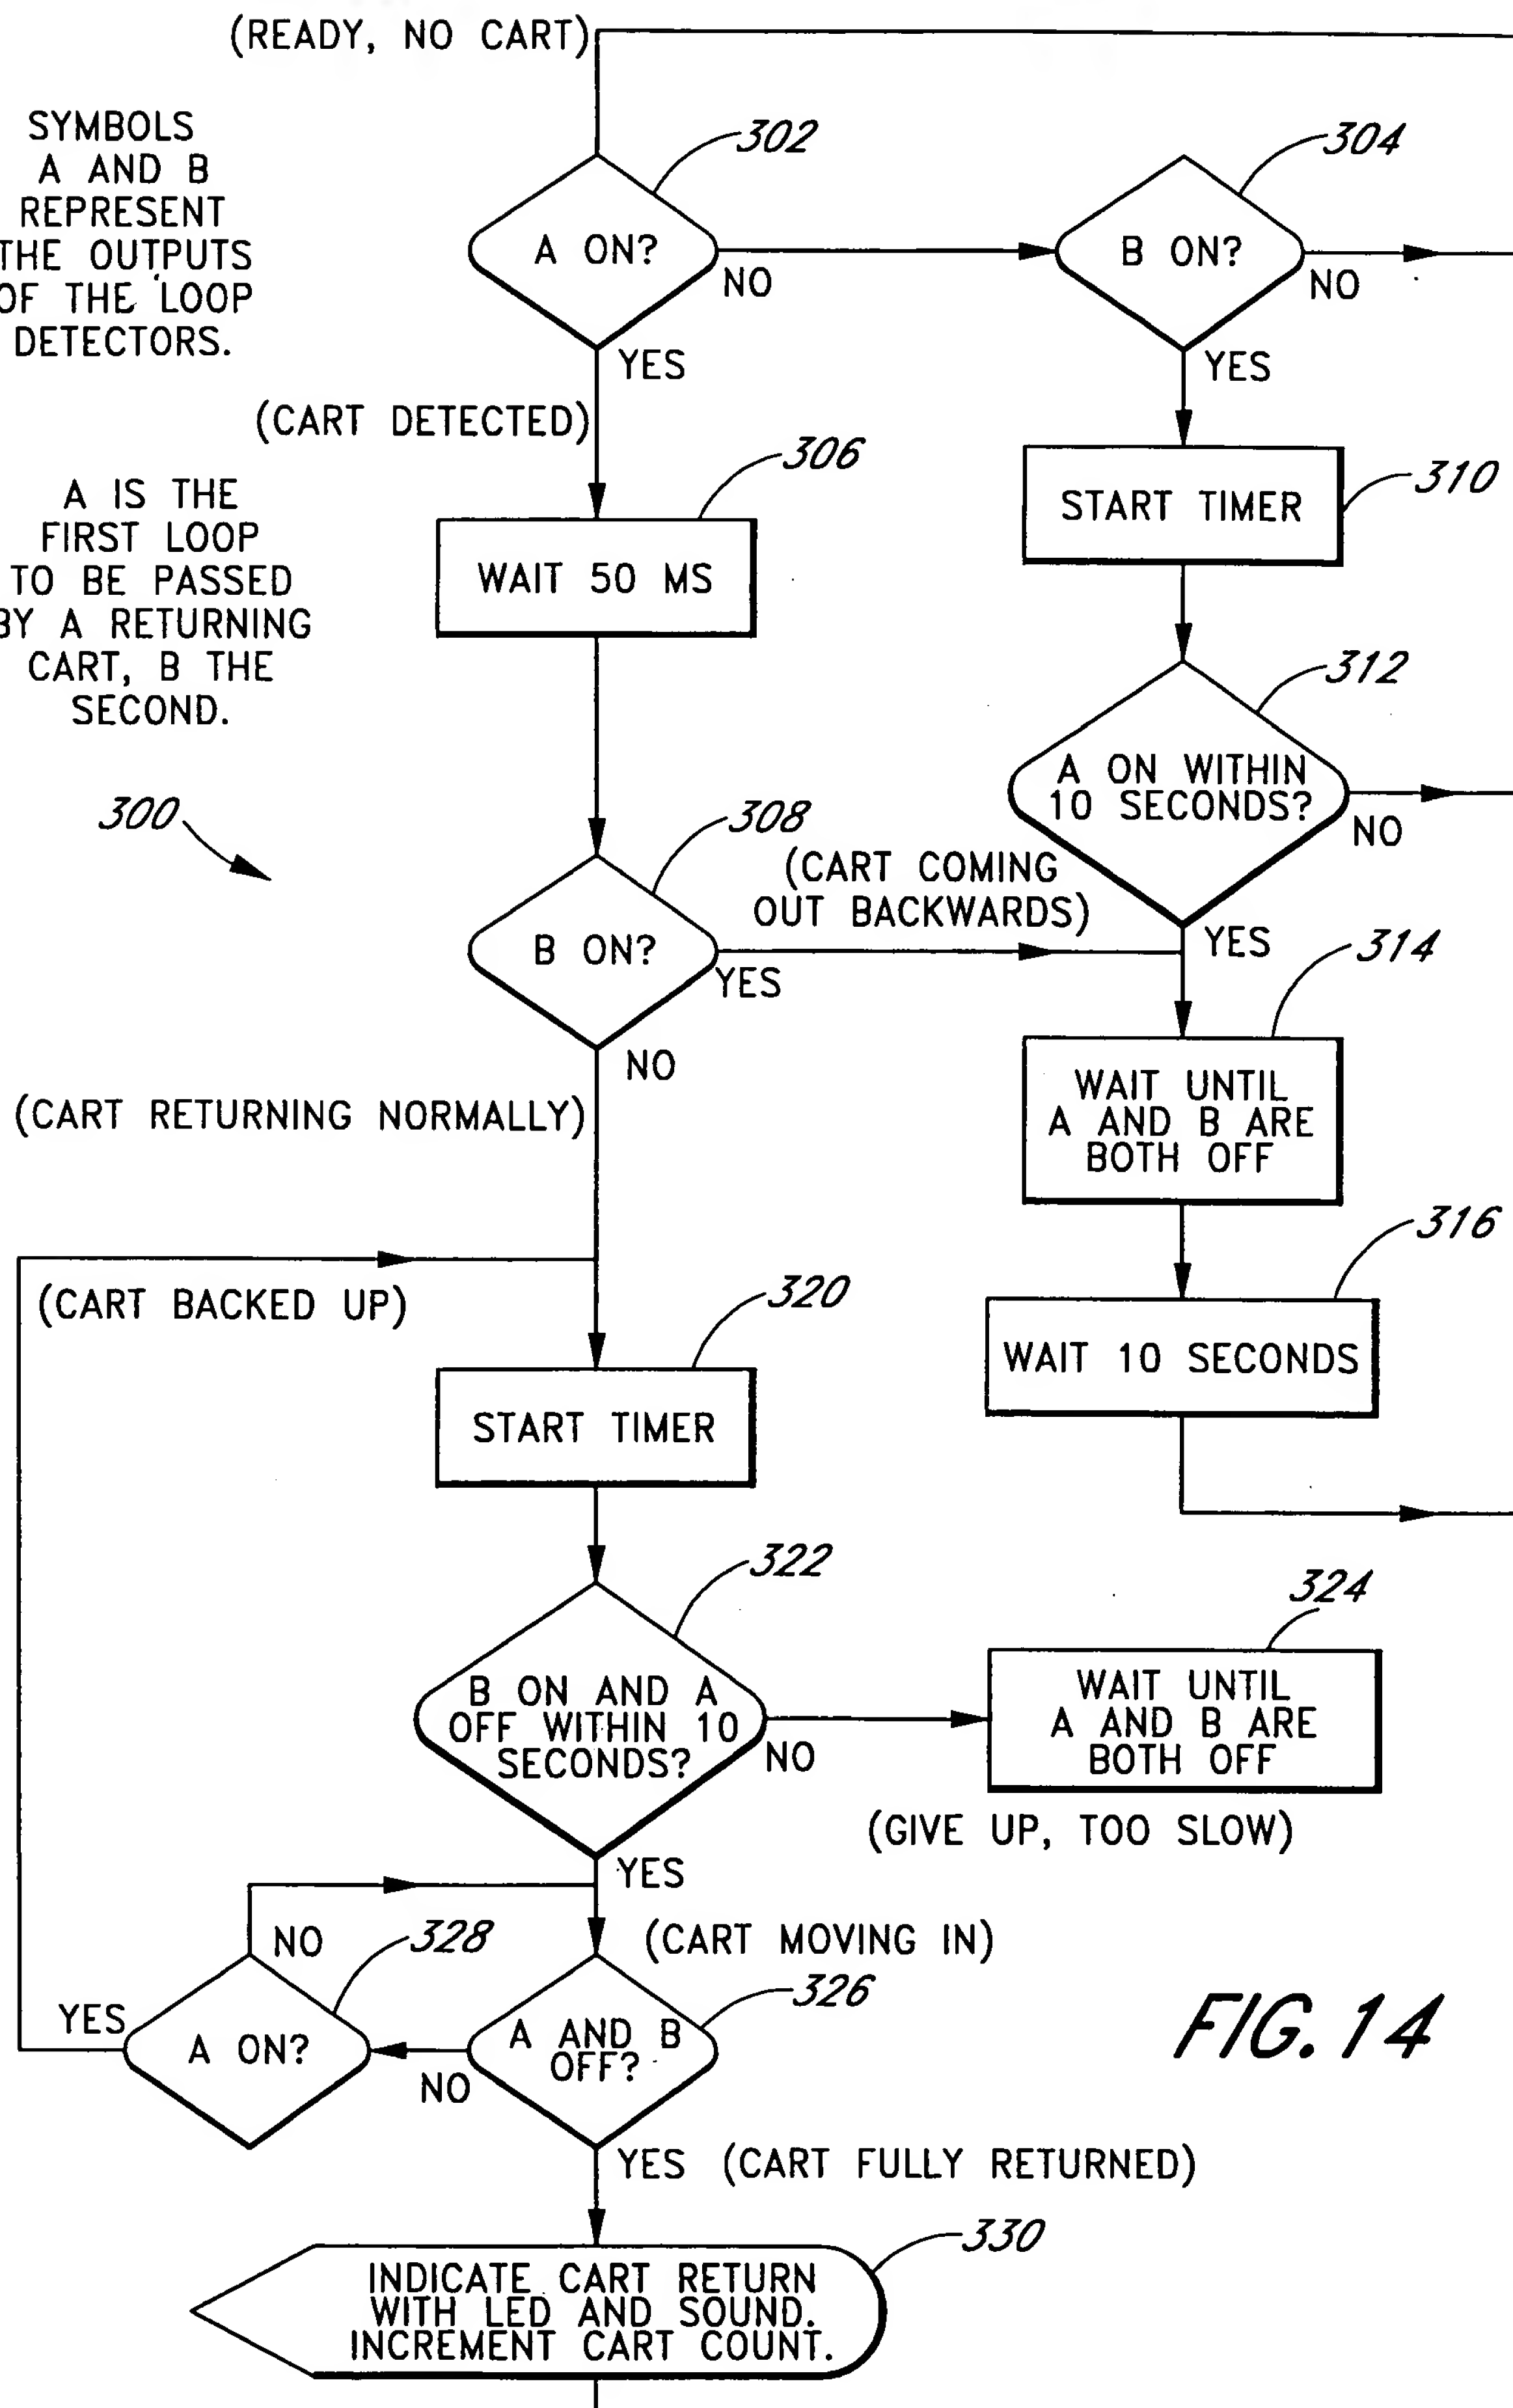 (READY, NO CART)
SYMBOLS
A AND B
REPRESENT
THE OUTPUTS
OF THE LOOP
DETECTORS.
302
A ON?
NO
YES
304
B ON?
NO
YES
(CART DETECTED)
A IS THE
FIRST LOOP
TO BE PASSED
BY A RETURNING
CART, B THE
SECOND.
306
WAIT 50 MS
310
START TIMER
312
A ON WITHIN
10 SECONDS?
NO
YES
300
308
B ON?
YES
NO
(CART COMING
OUT BACKWARDS)
314
WAIT UNTIL
A AND B ARE
BOTH OFF
(CART RETURNING NORMALLY)
316
WAIT 10 SECONDS
(CART BACKED UP)
320
START TIMER
322
B ON AND A
OFF WITHIN 10
SECONDS?
NO
YES
324
WAIT UNTIL
A AND B ARE
BOTH OFF
(GIVE UP, TOO SLOW)
(CART MOVING IN)
328
NO
YES
A ON?
326
A AND B
OFF?
NO
YES (CART FULLY RETURNED)
FIG. 14
330
INDICATE CART RETURN
WITH LED AND SOUND.
INCREMENT CART COUNT.